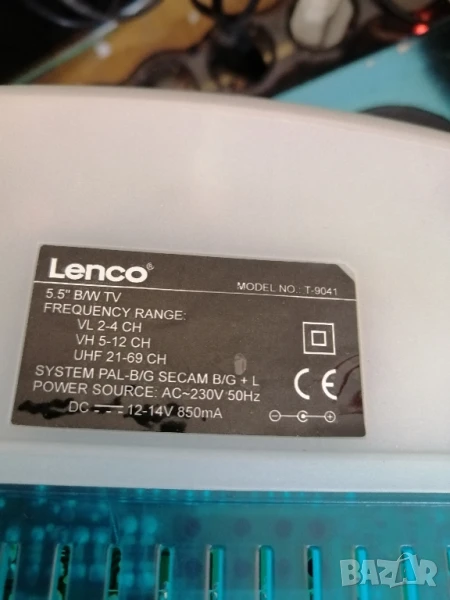 Lenco®
MODEL NO.: T-9041
5.5" B/W TV
FREQUENCY RANGE:
VL 2-4 CH
VH 5-12 CH
UHF 21-69 CH
SYSTEM PAL-B/G SECAM B/G + L
POWER SOURCE: AC~230V 50Hz
DC ⎓ 12-14V 850mA
CE
BAZAR